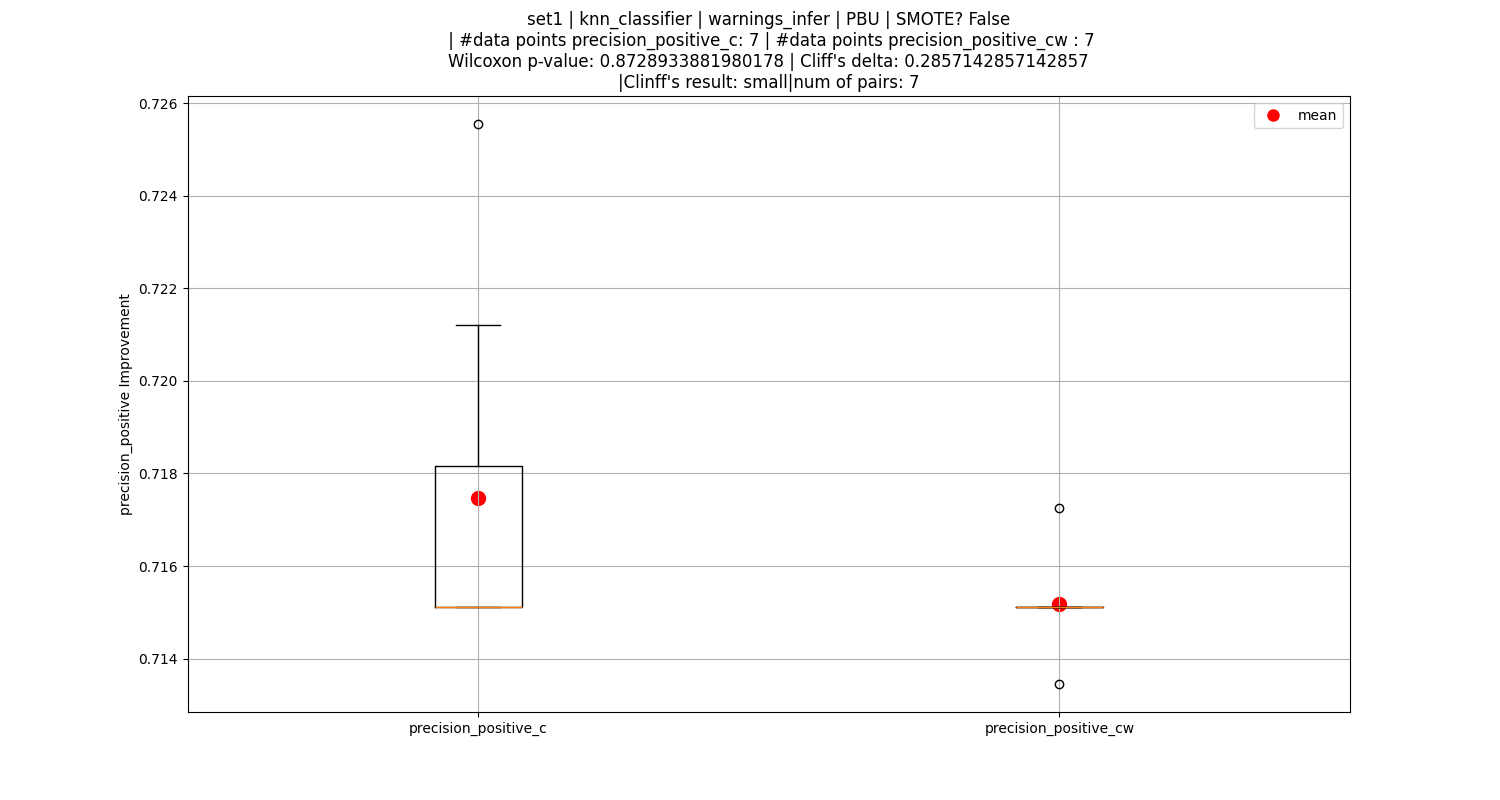 set1 | knn_classifier | warnings_infer | PBU | SMOTE? False
| #data points precision_positive_c: 7 | #data points precision_positive_cw : 7
Wilcoxon p-value: 0.8728933881980178 | Cliff's delta: 0.2857142857142857
|Clinff's result: small|num of pairs: 7
mean
precision_positive Improvement
0.726
0.724
0.722
0.720
0.718
0.716
0.714
precision_positive_c
precision_positive_cw